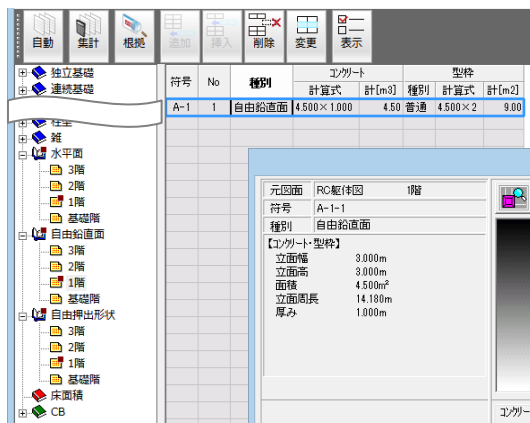 自動 集計 根拠 追加 挿入 削除 変更 表示
独立基礎
連続基礎
柱型
雑
水平面
3階
2階
1階
基礎階
自由鉛直面
3階
2階
1階
基礎階
自由押出形状
3階
2階
1階
基礎階
床面積
CB
符号 No 種別 コンクリート 型枠
計算式 計[m3] 種別 計算式 計[m2]
A-1 1 自由鉛直面 4.500×1.000 4.50 普通 4.500×2 9.00
元図面 RC躯体図 1階
符号 A-1-1
種別 自由鉛直面
【コンクリート・型枠】
立面幅 3.000m
立面高 3.000m
面積 4.500m²
立面周長 14.180m
厚み 1.000m
コンクリー